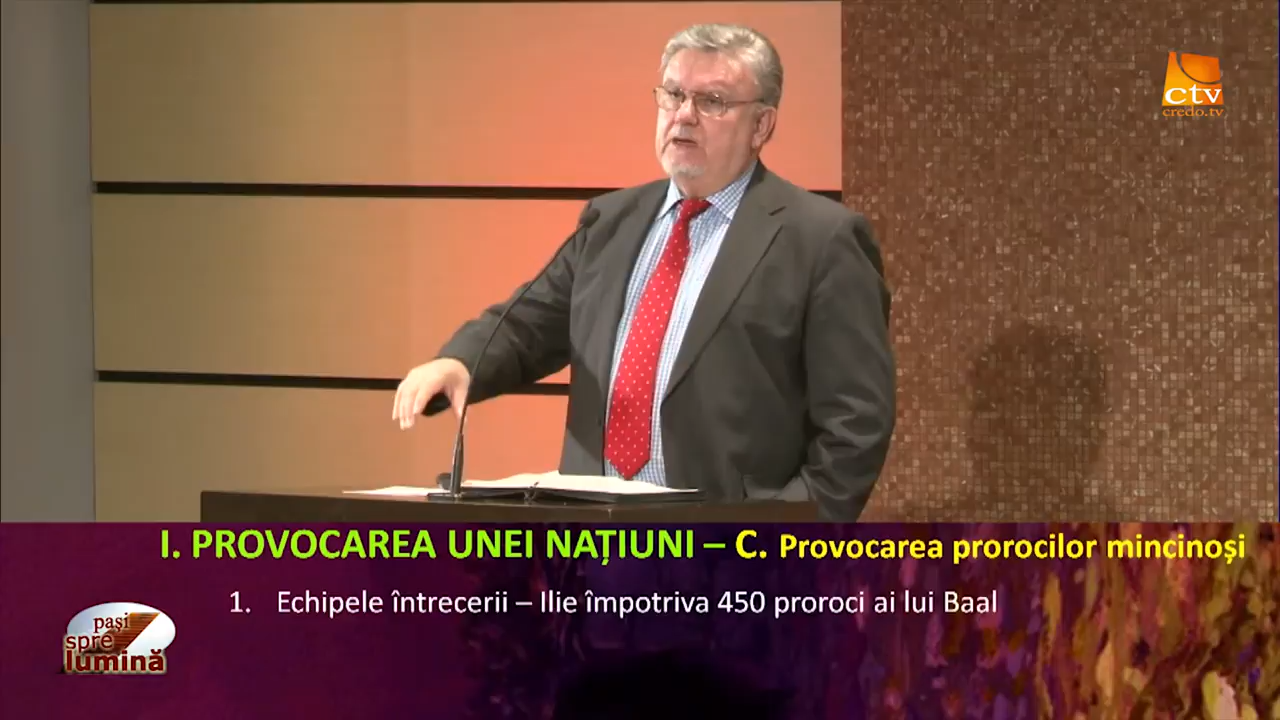 ctv
credo.tv
I. PROVOCAREA UNEI NAȚIUNI – C. Provocarea prorocilor mincinoși
1. Echipele întrecerii – Ilie împotriva 450 proroci ai lui Baal
pași
spre
lumină